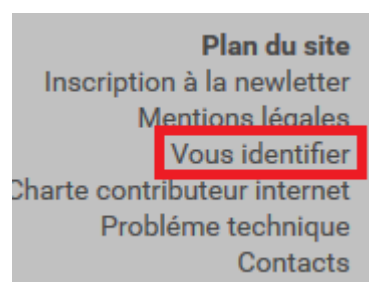 Plan du site
Inscription à la newletter
Mentions légales
Vous identifier
Charte contributeur internet
Probléme technique
Contacts